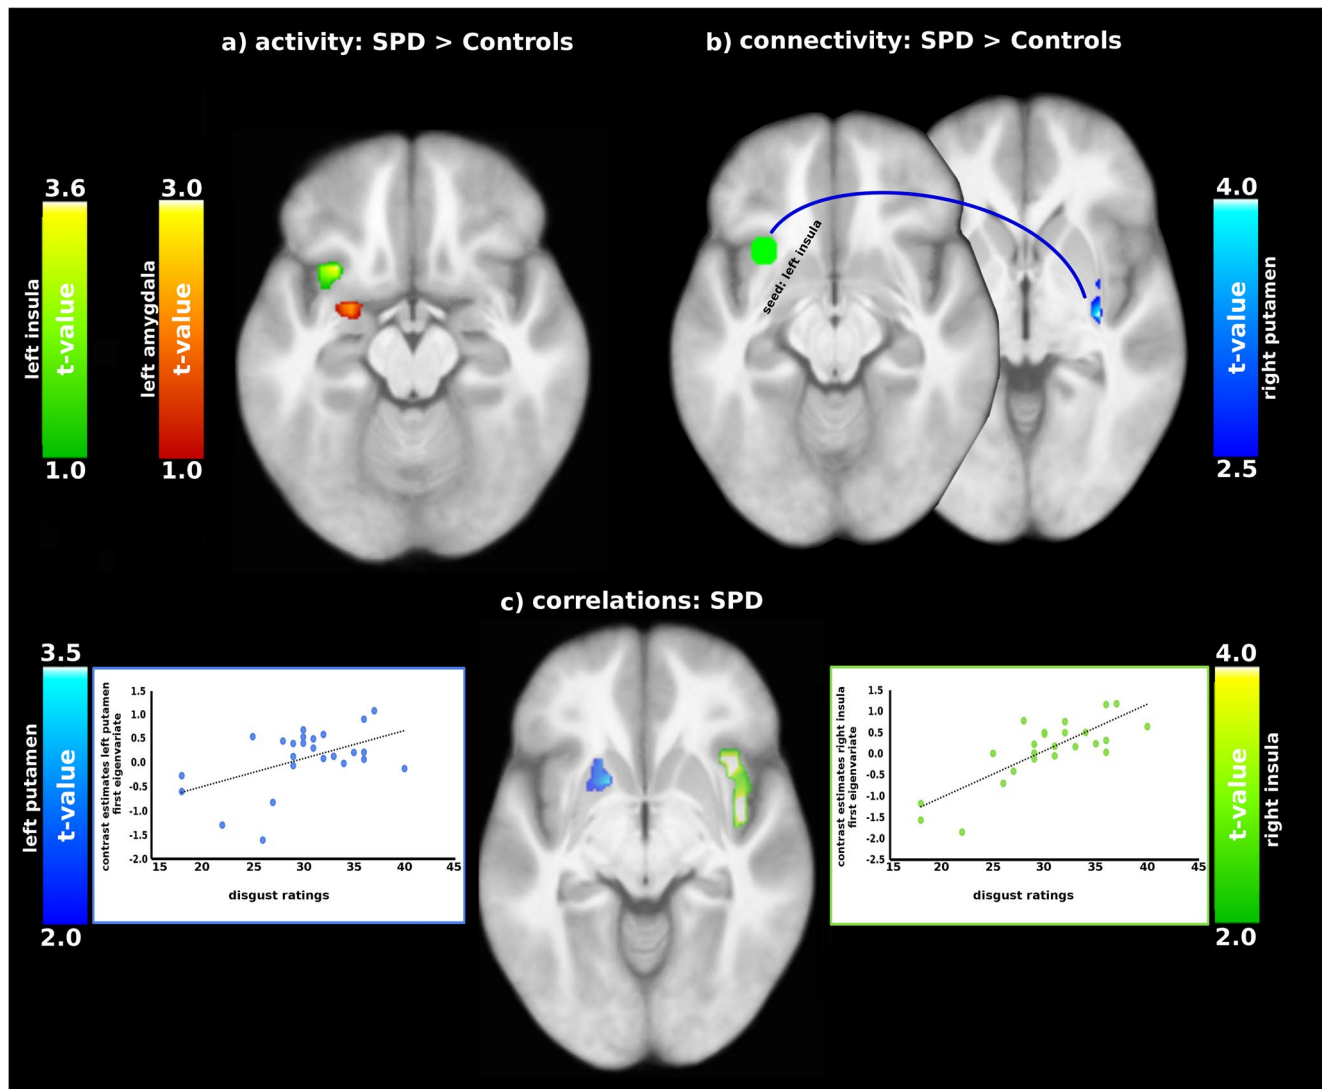 a) activity: SPD > Controls
b) connectivity: SPD > Controls
3.6
3.0
left insula
t-value
left amygdala
t-value
1.0
1.0
seed: left insula
4.0
t-value
right putamen
2.5
c) correlations: SPD
3.5
left putamen
t-value
2.0
contrast estimates left putamen
first eigenvariate
1.5
1.0
0.5
0.0
-0.5
-1.0
-1.5
-2.0
15 20 25 30 35 40 45
disgust ratings
contrast estimates right insula
first eigenvariate
1.5
1.0
0.5
0.0
-0.5
-1.0
-1.5
-2.0
-2.5
15 20 25 30 35 40 45
disgust ratings
4.0
t-value
right insula
2.0